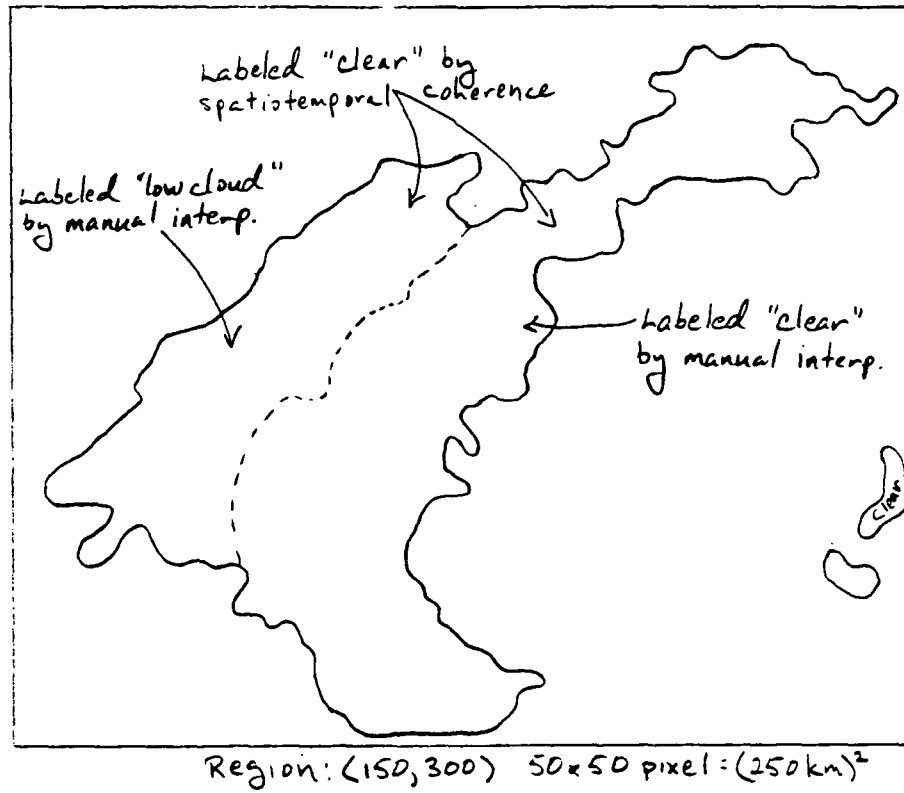 Labeled "clear" by
spatiotemporal coherence
Labeled "low cloud"
by manual interp.
Labeled "clear"
by manual interp.
Clear
Region: (150,300) 50x50 pixel = (250km)²